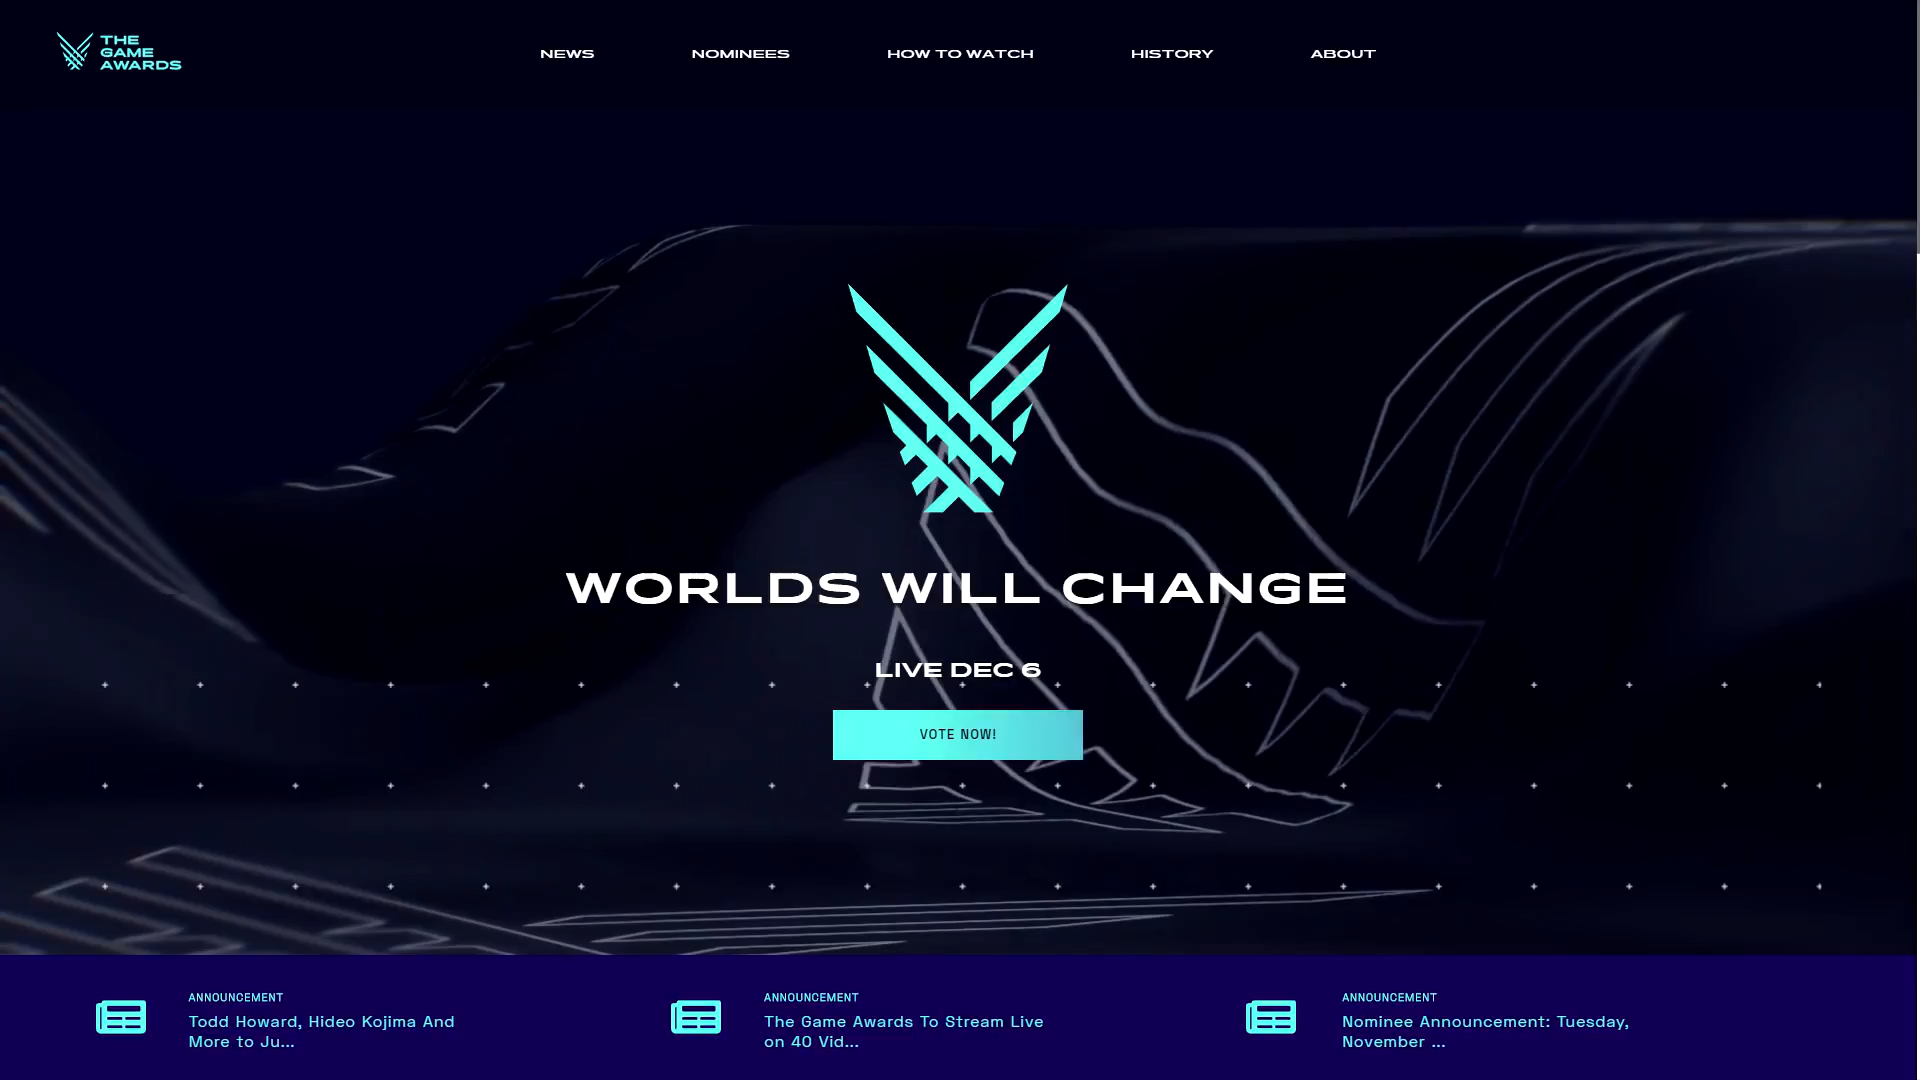 THE
GAME
AWARDS
NEWS
NOMINEES
HOW TO WATCH
HISTORY
ABOUT
WORLDS WILL CHANGE
LIVE DEC 6
VOTE NOW!
ANNOUNCEMENT
Todd Howard, Hideo Kojima And
More to Ju...
ANNOUNCEMENT
The Game Awards To Stream Live
on 40 Vid...
ANNOUNCEMENT
Nominee Announcement: Tuesday,
November ...